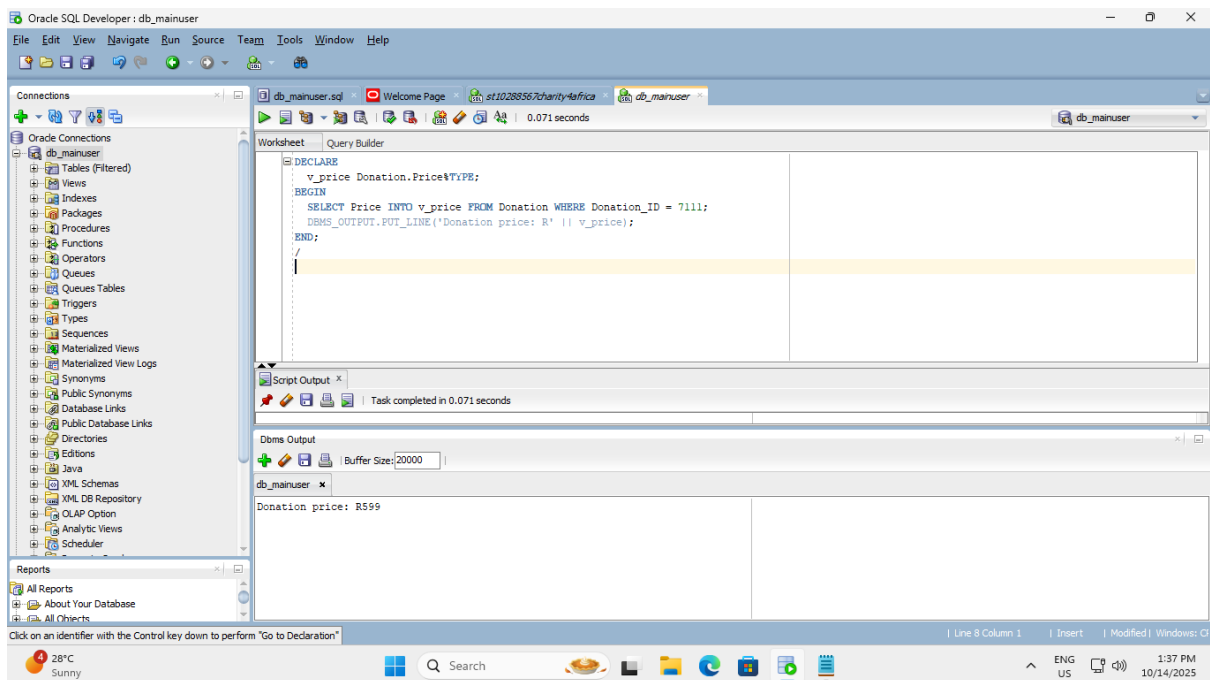 Oracle SQL Developer : db_mainuser
File Edit View Navigate Run Source Team Tools Window Help
Connections
db_mainuser.sql Welcome Page st10288567charity4africa db_mainuser
0.071 seconds
db_mainuser
Worksheet Query Builder
Oracle Connections
db_mainuser
Tables (Filtered)
Views
Indexes
Packages
Procedures
Functions
Operators
Queues
Queues Tables
Triggers
Types
Sequences
Materialized Views
Materialized View Logs
Synonyms
Public Synonyms
Database Links
Public Database Links
Directories
Editions
Java
XML Schemas
XML DB Repository
OLAP Option
Analytic Views
Scheduler
DECLARE
v_price Donation.Price%TYPE;
BEGIN
SELECT Price INTO v_price FROM Donation WHERE Donation_ID = 7111;
DBMS_OUTPUT.PUT_LINE('Donation price: R' || v_price);
END;
/
Script Output
Task completed in 0.071 seconds
Dbms Output
Buffer Size: 20000
db_mainuser
Donation price: R599
Reports
All Reports
About Your Database
All Objects
Click on an identifier with the Control key down to perform "Go to Declaration"
Line 8 Column 1 Insert Modified Windows: Cl
4
28°C
Sunny
Search
ENG
US
1:37 PM
10/14/2025